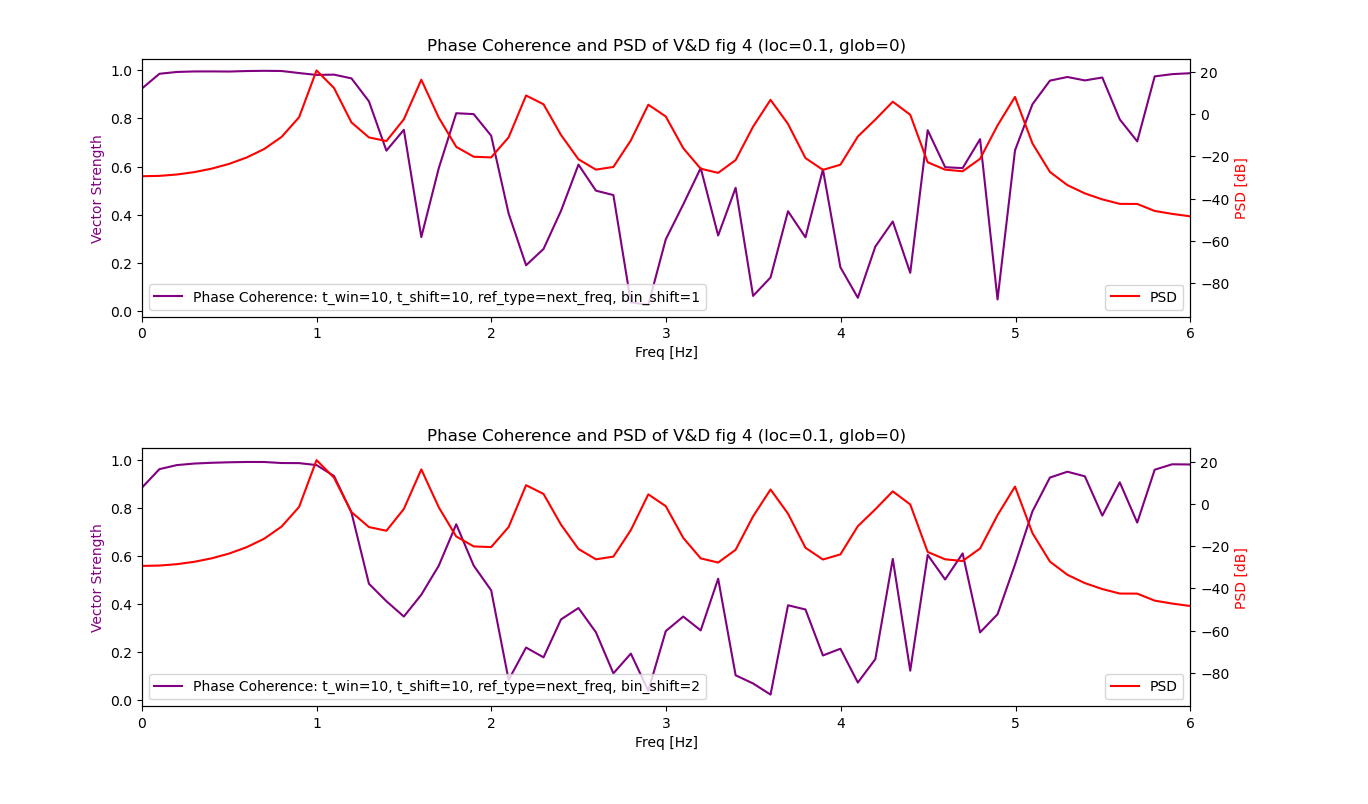 Phase Coherence and PSD of V&D fig 4 (loc=0.1, glob=0)
1.0
0.8
0.6
0.4
0.2
0.0
Vector Strength
20
0
−20
−40
−60
−80
PSD [dB]
Phase Coherence: t_win=10, t_shift=10, ref_type=next_freq, bin_shift=1
PSD
0 1 2 3 4 5 6
Freq [Hz]
Phase Coherence and PSD of V&D fig 4 (loc=0.1, glob=0)
1.0
0.8
0.6
0.4
0.2
0.0
Vector Strength
20
0
−20
−40
−60
−80
PSD [dB]
Phase Coherence: t_win=10, t_shift=10, ref_type=next_freq, bin_shift=2
PSD
0 1 2 3 4 5 6
Freq [Hz]